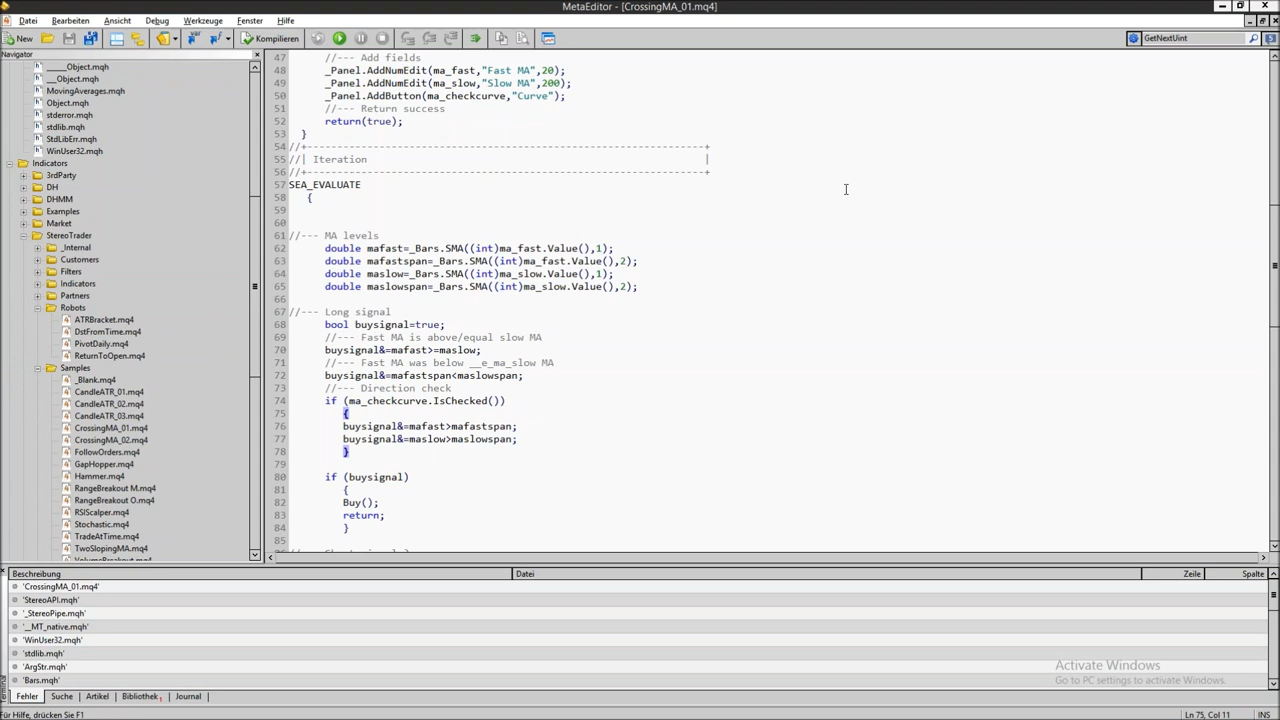 MetaEditor - [CrossingMA_01.mq4]
Datei Bearbeiten Ansicht Debug Werkzeuge Fenster Hilfe
New Kompilieren GetNextUint
Navigator
_____Object.mqh
__Object.mqh
MovingAverages.mqh
Object.mqh
stderror.mqh
stdlib.mqh
StdLibErr.mqh
WinUser32.mqh
Indicators
3rdParty
DH
DHMM
Examples
Market
StereoTrader
_Internal
Customers
Filters
Indicators
Partners
Robots
ATRBracket.mq4
DstFromTime.mq4
PivotDaily.mq4
ReturnToOpen.mq4
Samples
_Blank.mq4
CandleATR_01.mq4
CandleATR_02.mq4
CandleATR_03.mq4
CrossingMA_01.mq4
CrossingMA_02.mq4
FollowOrders.mq4
GapHopper.mq4
Hammer.mq4
RangeBreakout M.mq4
RangeBreakout O.mq4
RSIScalper.mq4
Stochastic.mq4
TradeAtTime.mq4
TwoSlopingMA.mq4
VolumeBreakout.mq4
47 //--- Add fields
48 _Panel.AddNumEdit(ma_fast,"Fast MA",20);
49 _Panel.AddNumEdit(ma_slow,"Slow MA",200);
50 _Panel.AddButton(ma_checkcurve,"Curve");
51 //--- Return success
52 return(true);
53 }
54 //+------------------------------------------------------------------+
55 //| Iteration |
56 //+------------------------------------------------------------------+
57 SEA_EVALUATE
58 {
59
60
61 //--- MA levels
62 double mafast=_Bars.SMA((int)ma_fast.Value(),1);
63 double mafastspan=_Bars.SMA((int)ma_fast.Value(),2);
64 double maslow=_Bars.SMA((int)ma_slow.Value(),1);
65 double maslowspan=_Bars.SMA((int)ma_slow.Value(),2);
66
67 //--- Long signal
68 bool buysignal=true;
69 //--- Fast MA is above/equal slow MA
70 buysignal&=mafast>=maslow;
71 //--- Fast MA was below __e_ma_slow MA
72 buysignal&=mafastspan<maslowspan;
73 //--- Direction check
74 if (ma_checkcurve.IsChecked())
75 {
76 buysignal&=mafast>mafastspan;
77 buysignal&=maslow>maslowspan;
78 }
79
80 if (buysignal)
81 {
82 Buy();
83 return;
84 }
85
Beschreibung Datei Zeile Spalte
'CrossingMA_01.mq4'
'StereoAPI.mqh'
'_StereoPipe.mqh'
'__MT_native.mqh'
'WinUser32.mqh'
'stdlib.mqh'
'ArgStr.mqh'
'Bars.mqh'
Activate Windows
Go to PC settings to activate Windows.
Terminal
Fehler Suche Artikel Bibliothek Journal
Für Hilfe, drücken Sie F1 Ln 75, Col 11 INS